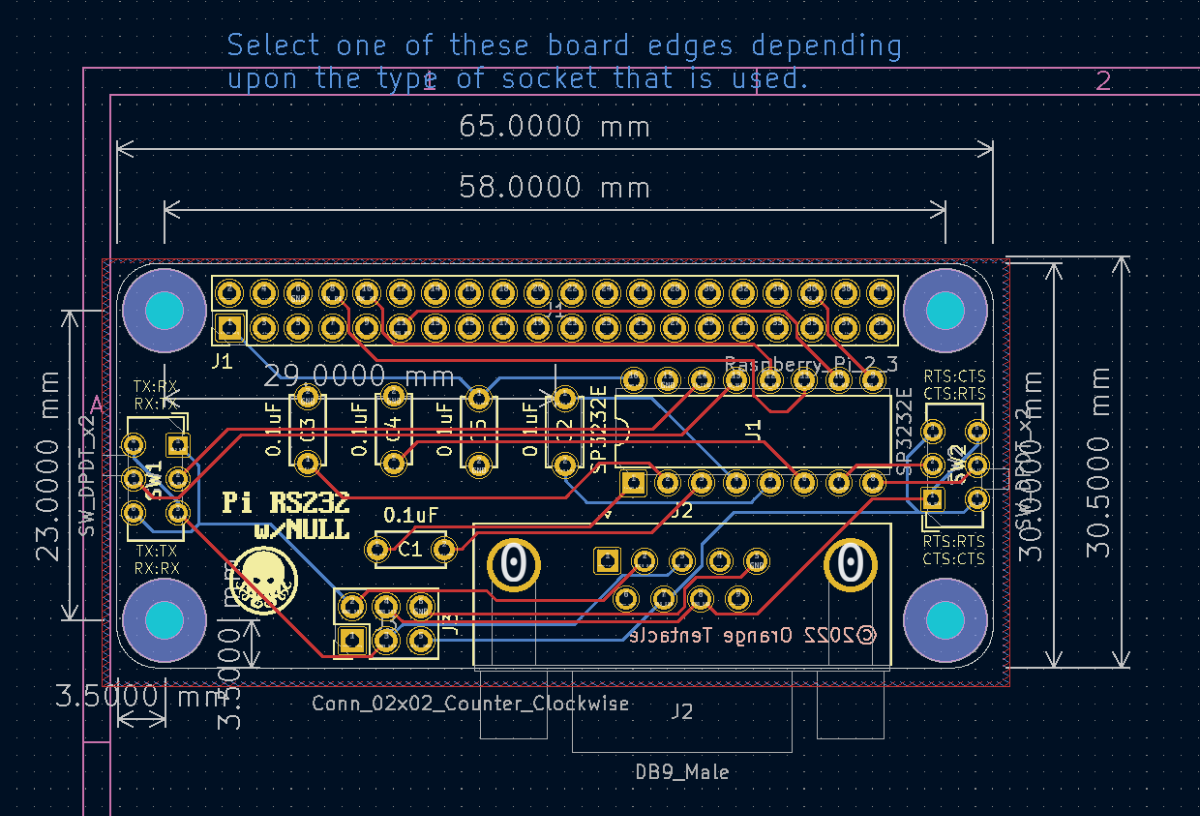 Select one of these board edges depending
upon the type of socket that is used.
1
2
65.0000 mm
58.0000 mm
J1
J1
Raspberry_Pi_2_3
29.0000 mm
TX:RX
RX:TX
RTS:CTS
CTS:RTS
A
23.0000 mm
SW_DPDT_x2
SW1
0.1uF
C3
0.1uF
C4
0.1uF
C5
0.1uF
C2
SP3232E
J1
SP3232E
SW2
SW_DPDT_x2
30.0000 mm
30.5000 mm
Pi RS232
w/NULL
0.1uF
C1
J2
TX:TX
RX:RX
RTS:RTS
CTS:CTS
0
0
J3
©2022 Orange Tentacle
3.5000 mm
3.5000 mm
Conn_02x02_Counter_Clockwise
J2
DB9_Male